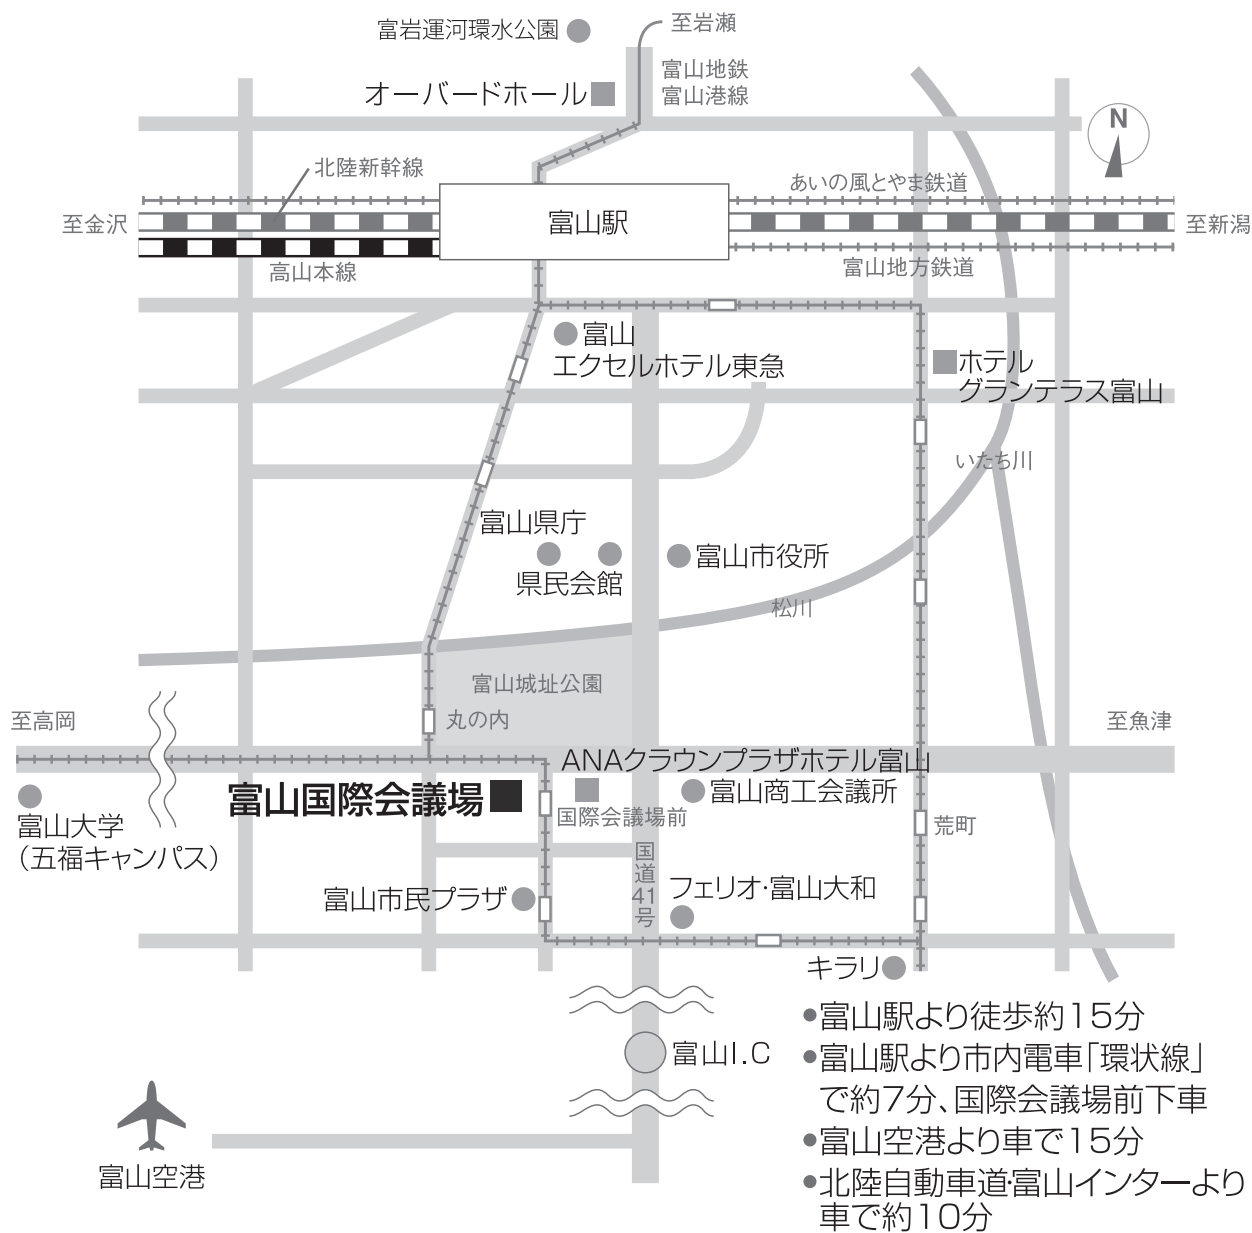 富岩運河環水公園
至岩瀬
富山地鉄
富山港線
オーバードホール
N
北陸新幹線
あいの風とやま鉄道
至金沢
富山駅
至新潟
高山本線
富山地方鉄道
富山
エクセルホテル東急
ホテル
グランテラス富山
いたち川
富山県庁
県民会館
富山市役所
松川
富山城址公園
丸の内
至高岡
至魚津
ANAクラウンプラザホテル富山
富山国際会議場
富山商工会議所
国際会議場前
荒町
富山大学
（五福キャンパス）
国道41号
富山市民プラザ
フェリオ・富山大和
キラリ
富山I.C
富山空港
●富山駅より徒歩約15分
●富山駅より市内電車「環状線」
で約7分、国際会議場前下車
●富山空港より車で15分
●北陸自動車道・富山インターより
車で約10分